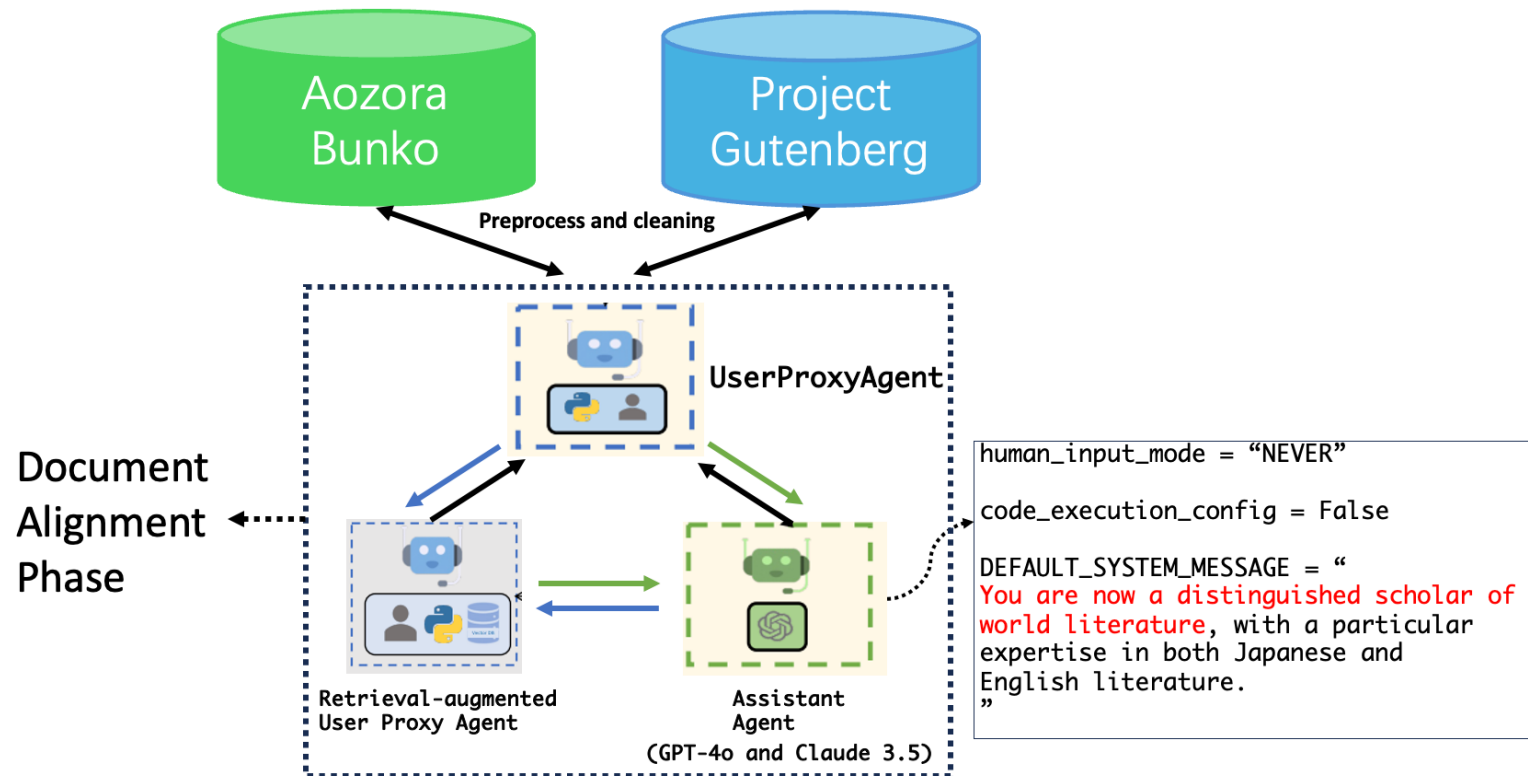 Aozora
Bunko
Project
Gutenberg
Preprocess and cleaning
UserProxyAgent
Document
Alignment
Phase
human_input_mode = “NEVER”
code_execution_config = False
DEFAULT_SYSTEM_MESSAGE = “
You are now a distinguished scholar of
world literature, with a particular
expertise in both Japanese and
English literature.
”
Retrieval-augmented
User Proxy Agent
Assistant
Agent
(GPT-4o and Claude 3.5)